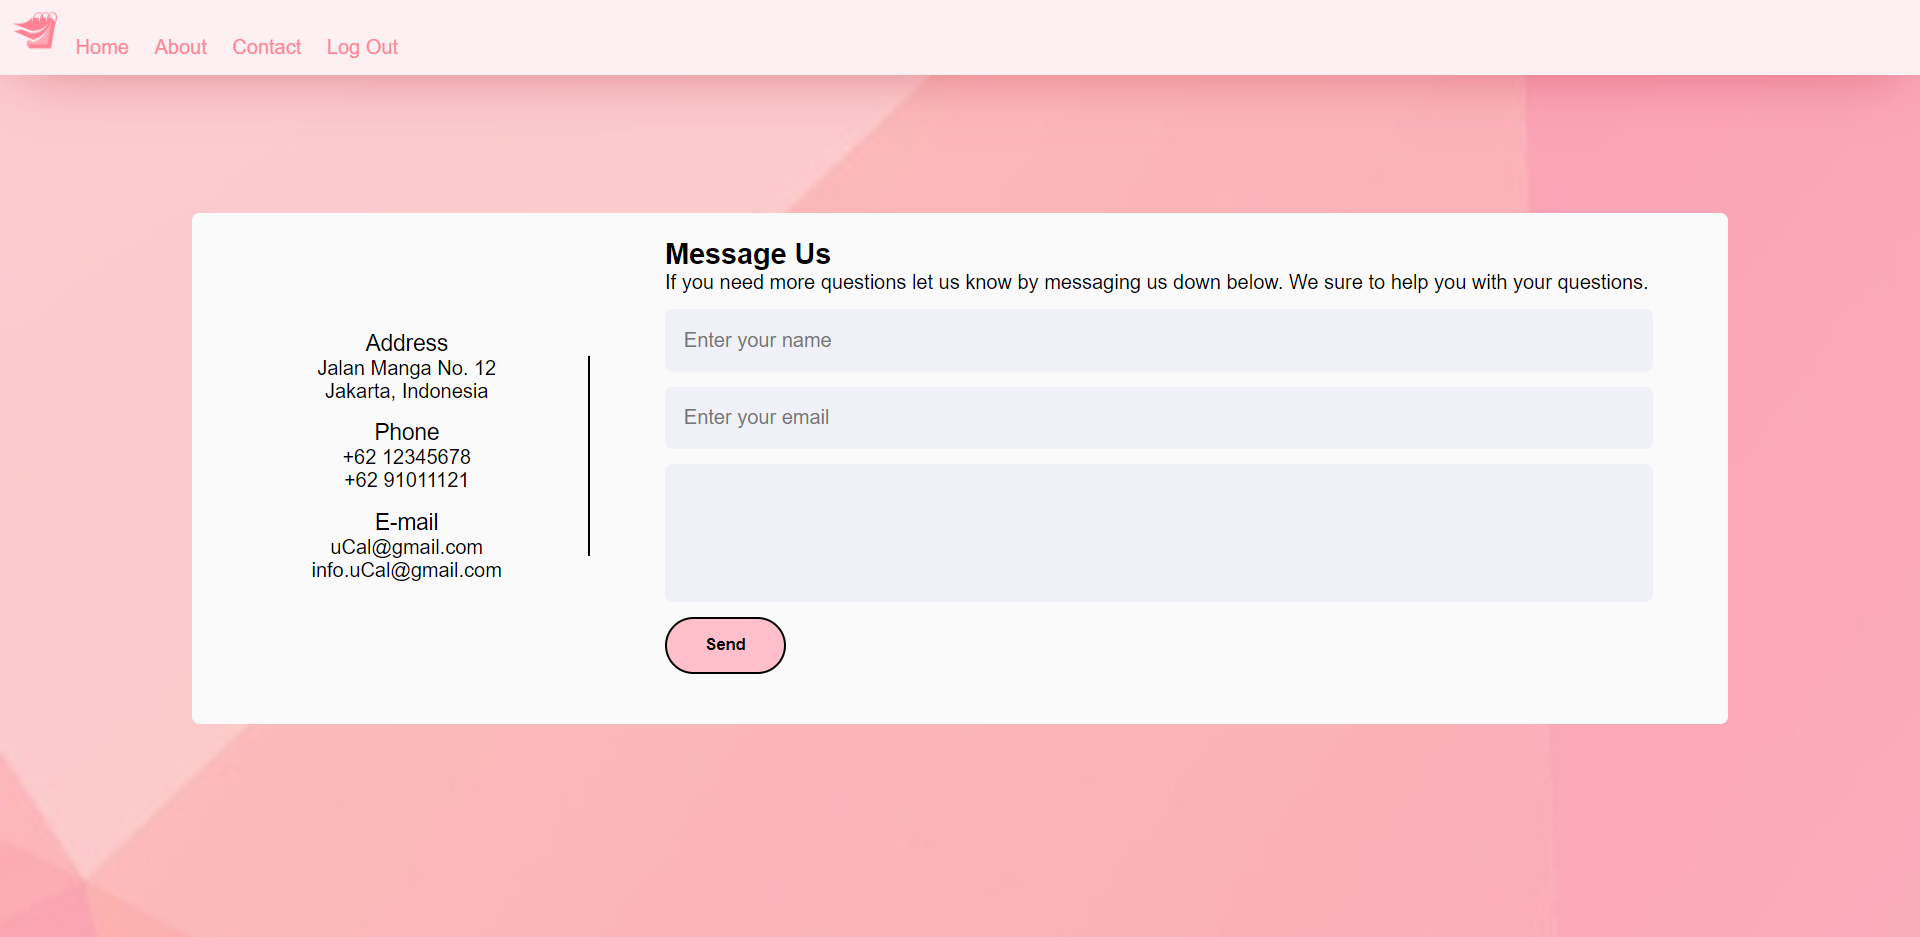 Home About Contact Log Out
Address
Jalan Manga No. 12
Jakarta, Indonesia
Phone
+62 12345678
+62 91011121
E-mail
uCal@gmail.com
info.uCal@gmail.com
Message Us
If you need more questions let us know by messaging us down below. We sure to help you with your questions.
Enter your name
Enter your email
Send